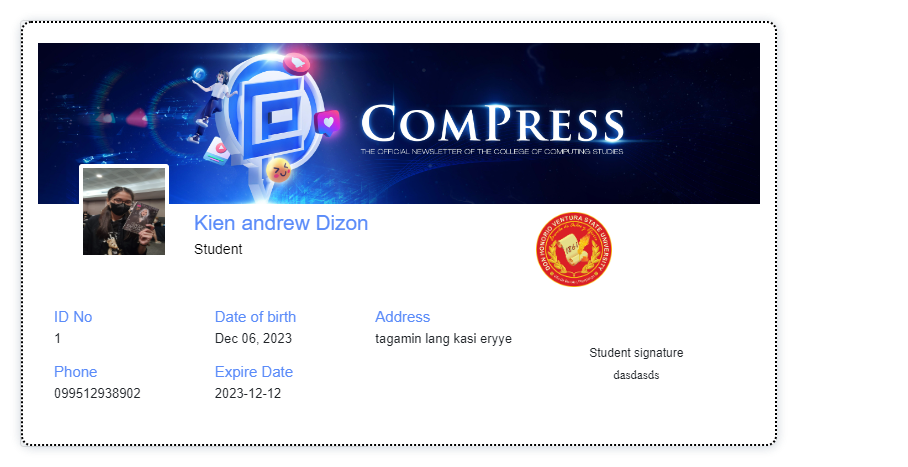 COMPRESS
THE OFFICIAL NEWSLETTER OF THE COLLEGE OF COMPUTING STUDIES
Kien andrew Dizon
Student
DON HONORIO VENTURA STATE UNIVERSITY
1861
ID No
1
Date of birth
Dec 06, 2023
Address
tagamin lang kasi eryye
Phone
099512938902
Expire Date
2023-12-12
Student signature
dasdasds